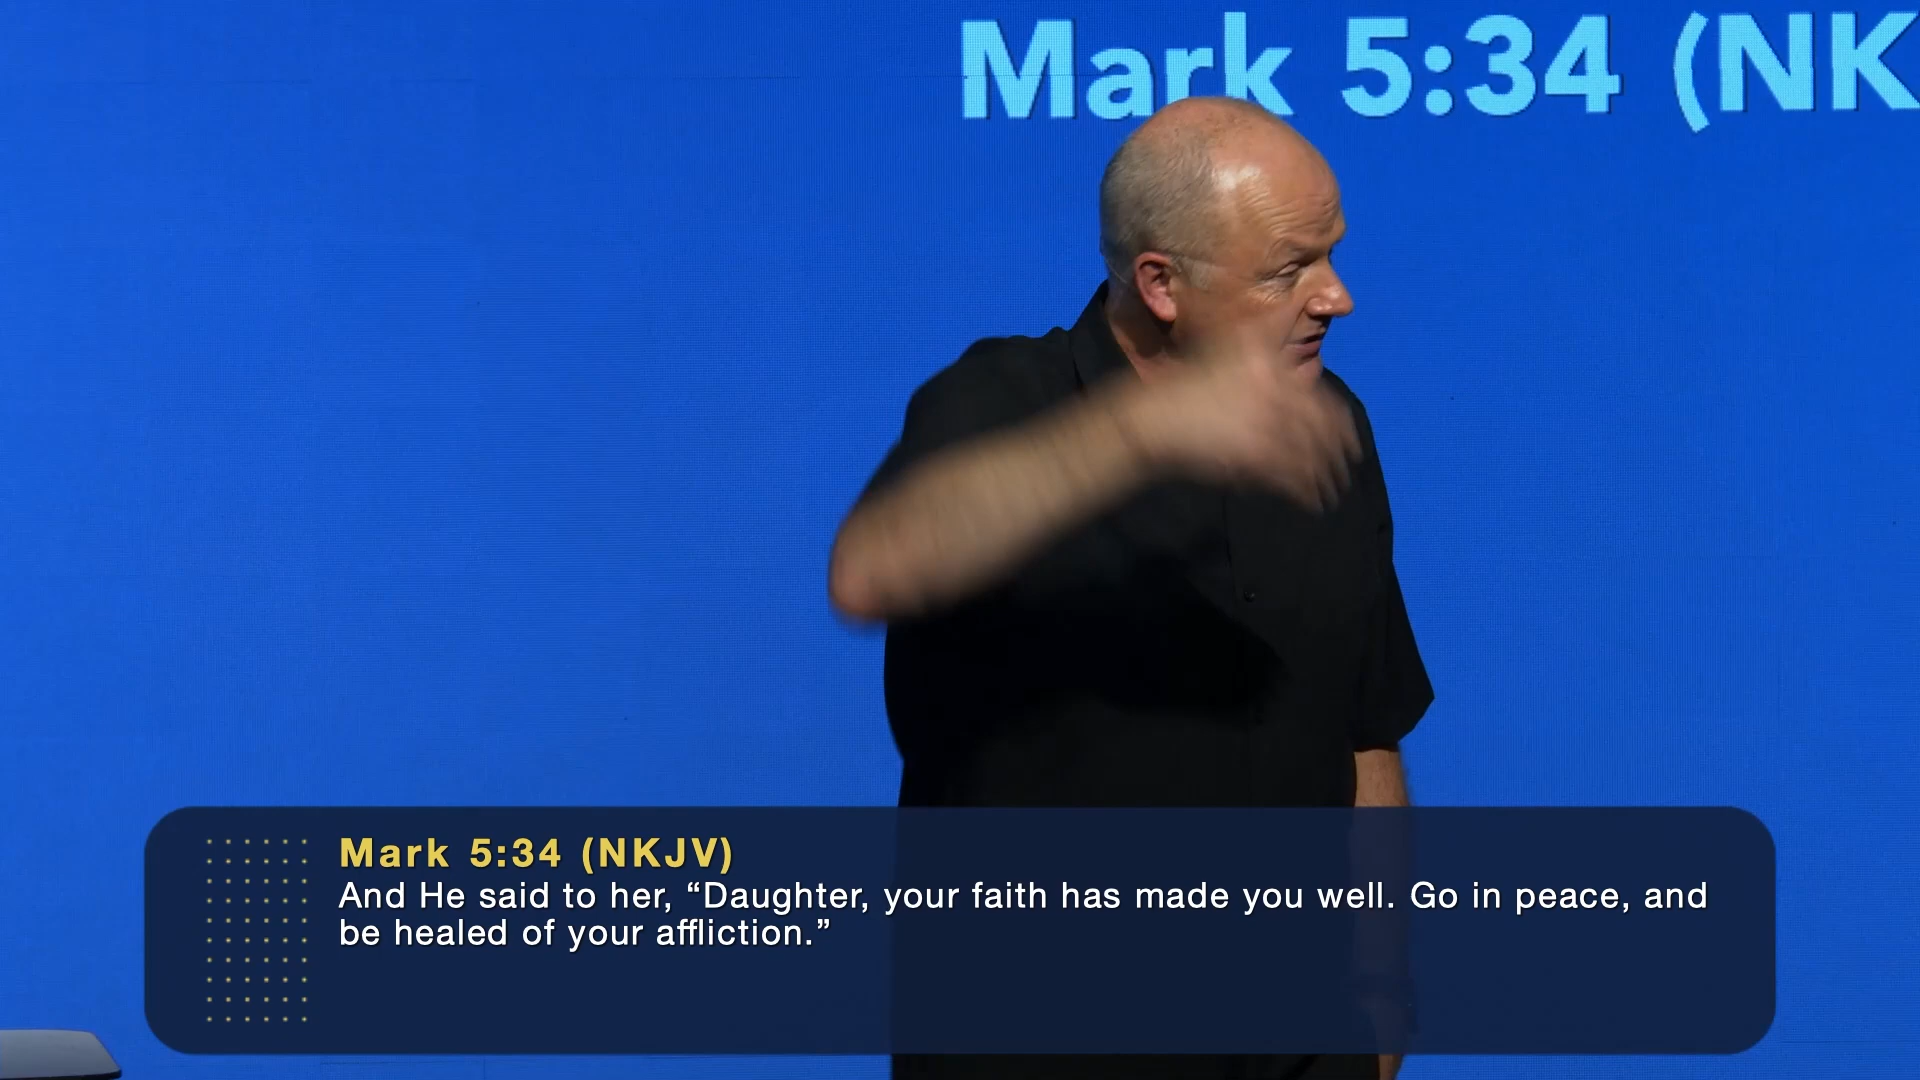 Mark 5:34 (NK
Mark 5:34 (NKJV)
And He said to her, “Daughter, your faith has made you well. Go in peace, and
be healed of your affliction.”